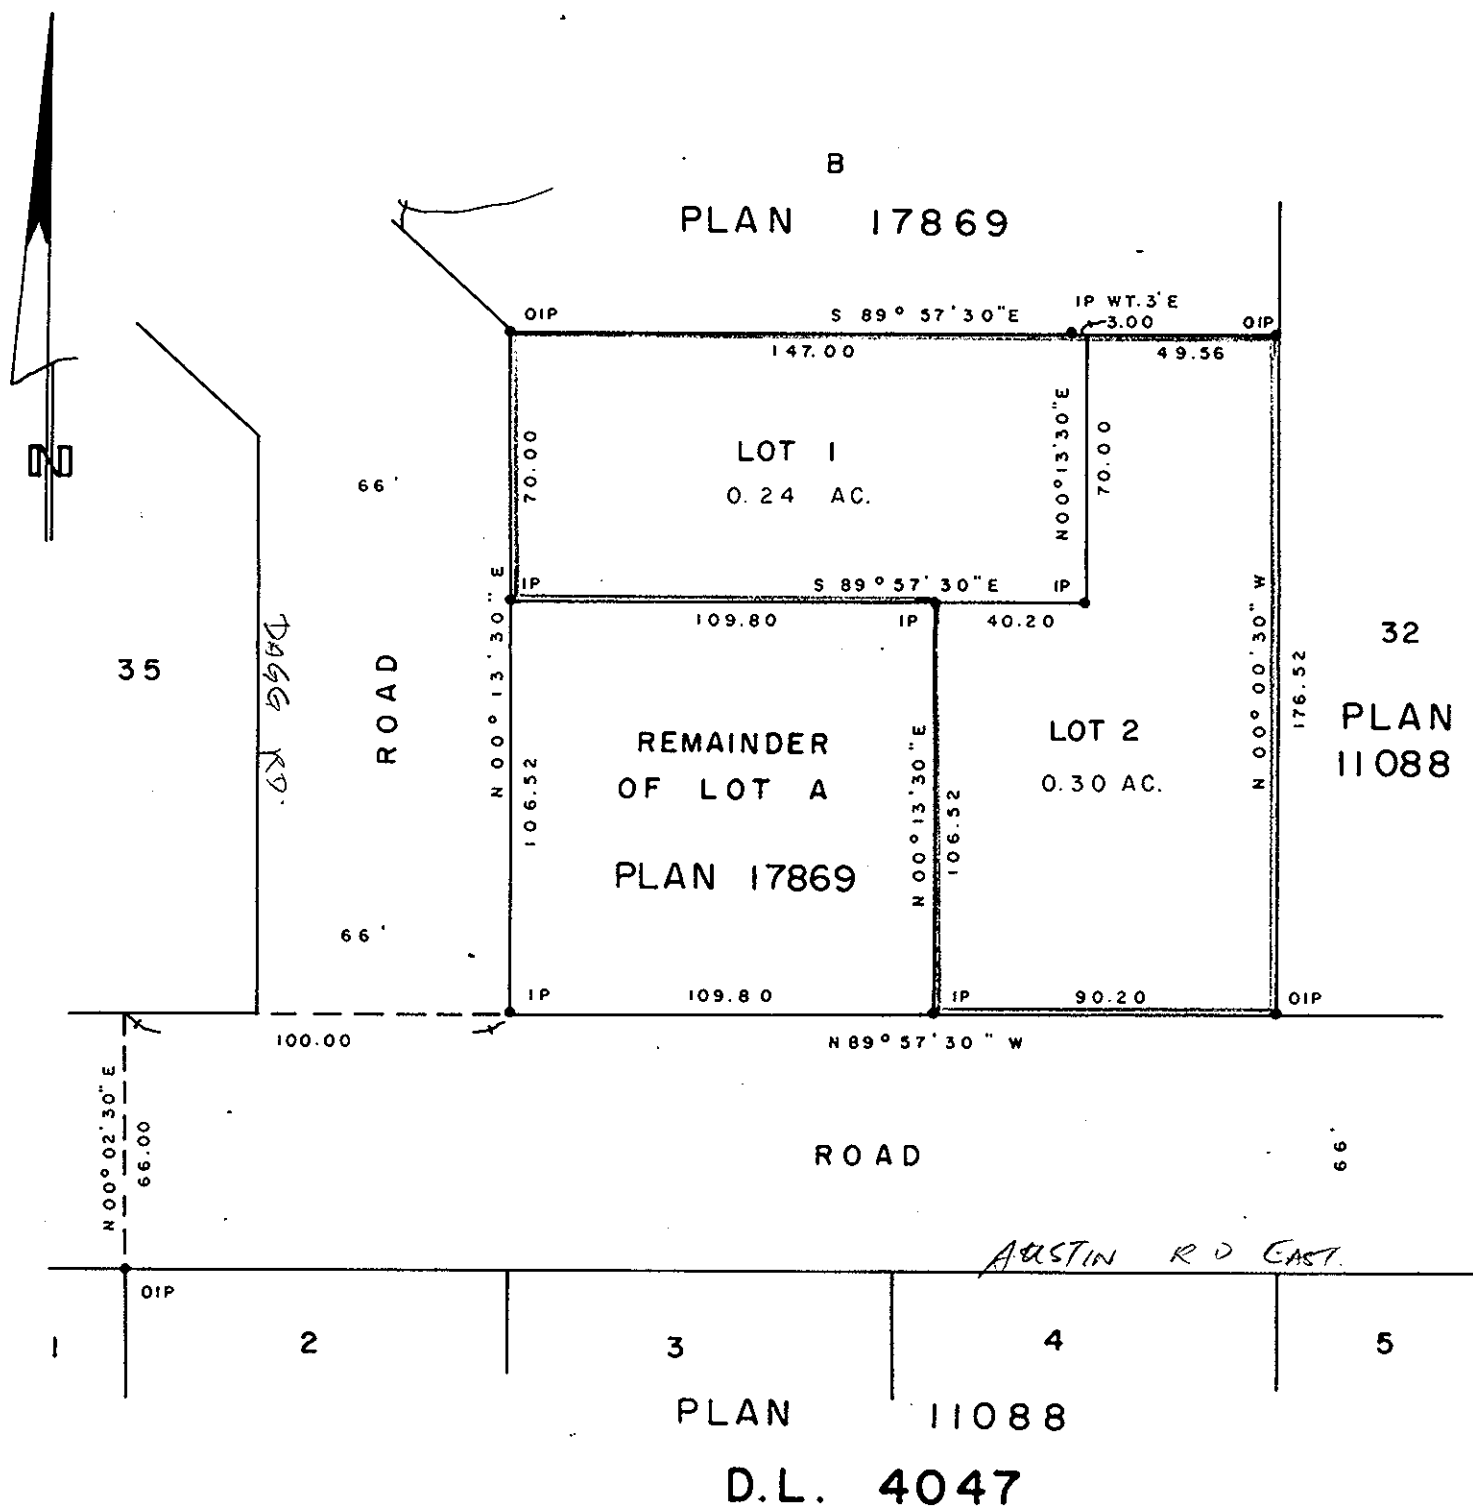 B
PLAN 17869
OIP
S 89° 57' 30" E
IP WT. 3' E
3.00
OIP
147.00
49.56
N
66'
70.00
LOT 1
0.24 AC.
N 00° 13' 30" E
70.00
IP
S 89° 57' 30" E
IP
109.80
IP
40.20
35
DAGG RD.
ROAD
N 00° 13' 30" E
106.52
REMAINDER
OF LOT A
PLAN 17869
N 00° 13' 30" E
106.52
LOT 2
0.30 AC.
N 00° 00' 30" W
176.52
32
PLAN
11088
66'
IP
109.80
IP
90.20
OIP
100.00
N 89° 57' 30" W
N 00° 02' 30" E
66.00
ROAD
66'
AUSTIN RD EAST.
OIP
1
2
3
4
5
PLAN 11088
D.L. 4047